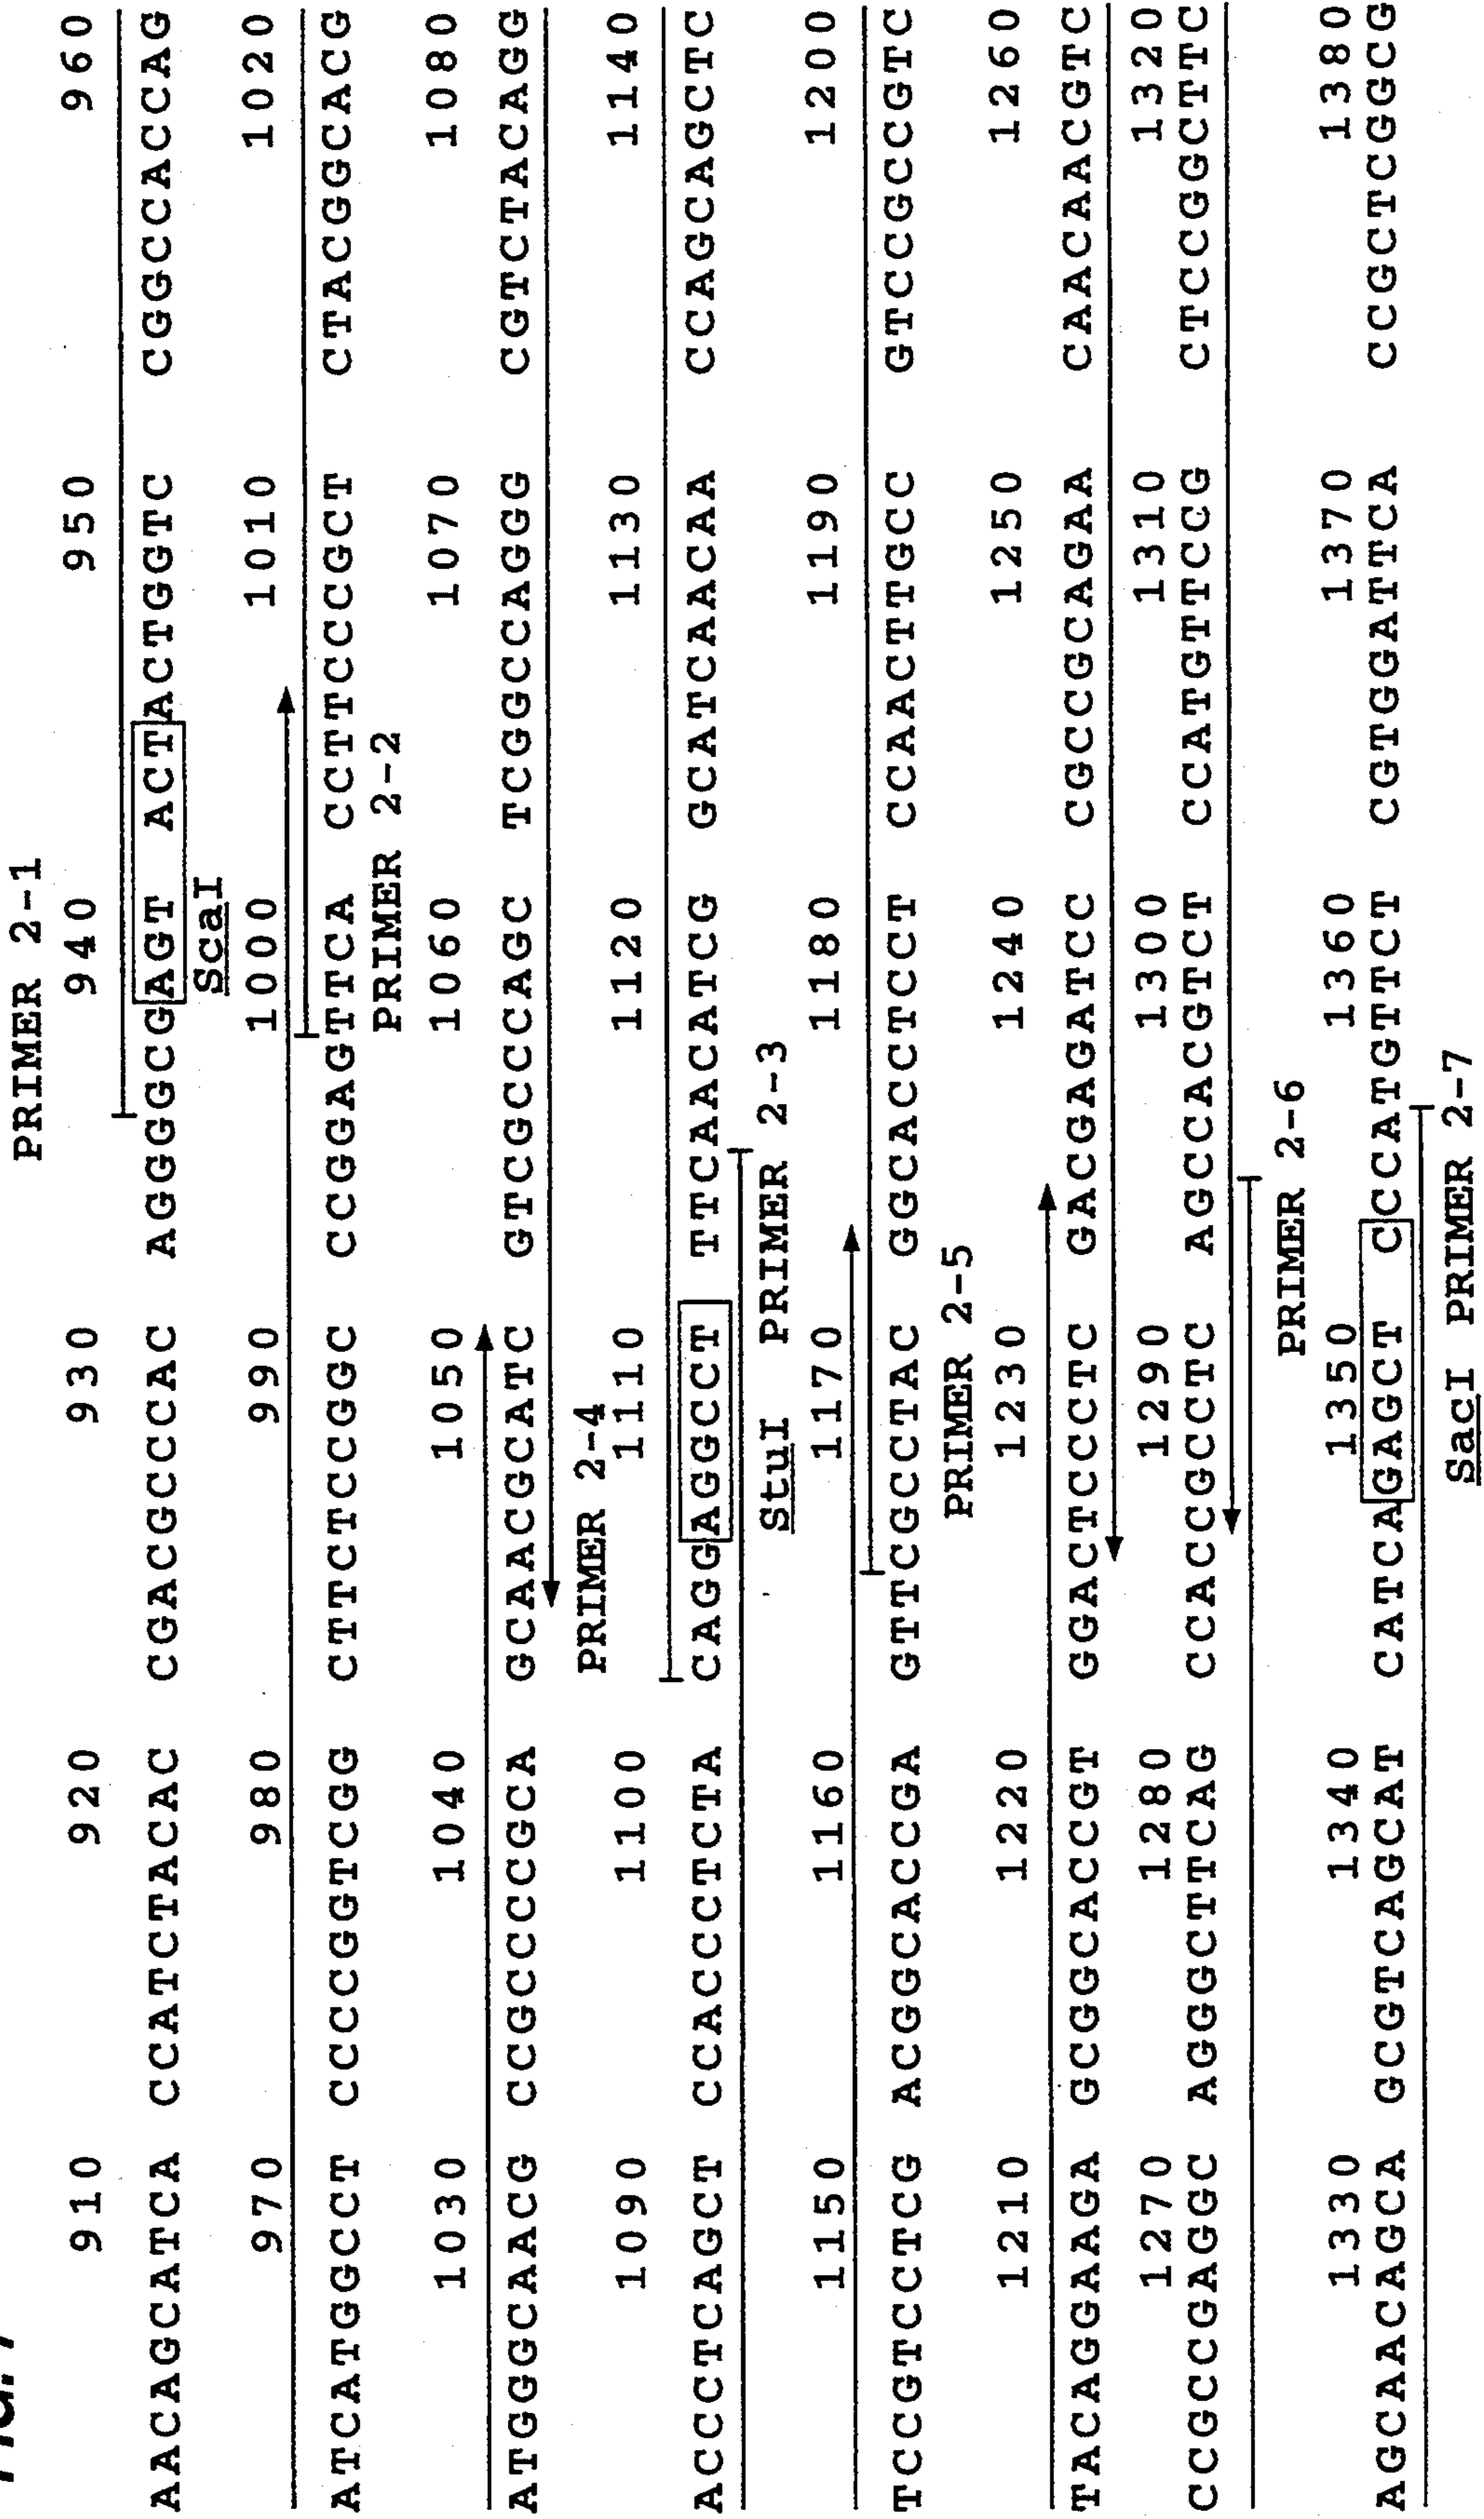 PRIMER 2-1
910 920 930 940 950 960
AACAGCATCA CCATCTACAC CGACGCCCAC AGGGGCGAGT ACTACTGGTC CGGCCACCAG
ScaI
970 980 990 1000 1010 1020
ATCATGGCCT CCCCGGTCGG CTTCTCCGGC CCGGAGTTCA CCTTCCCGCT CTACGGCACG
PRIMER 2-2
1030 1040 1050 1060 1070 1080
ATGGGCAACG CCGCCCCGCA GCAACGCATC GTCGCCCAGC TCGGCCAGGG CGTCTACAGG
PRIMER 2-4
1090 1100 1110 1120 1130 1140
ACCCTCAGCT CCACCCTCTA CAGGAGGCCT TTCAACATCG GCATCAACAA CCAGCAGCTC
StuI PRIMER 2-3
1150 1160 1170 1180 1190 1200
TCCGTCCTCG ACGGCACCGA GTTCGCCTAC GGCACCTCCT CCAACTTGCC GTCCGCCGTC
PRIMER 2-5
1210 1220 1230 1240 1250 1260
TACAGGAAGA GCGGCACCGT GGACTCCCTC GACGAGATCC CGCCGCAGAA CAACAACGTC
1270 1280 1290 1300 1310 1320
CCGCCGAGGC AGGGCTTCAG CCACCGCCTC AGCCACGTCT CCATGTTCCG CTCCGGCTTC
PRIMER 2-6
1330 1340 1350 1360 1370 1380
AGCAACAGCA GCGTCAGCAT CATCAGAGCT CCCATGTTCT CGTGGATTCA CCGCTCGGCG
SacI PRIMER 2-7